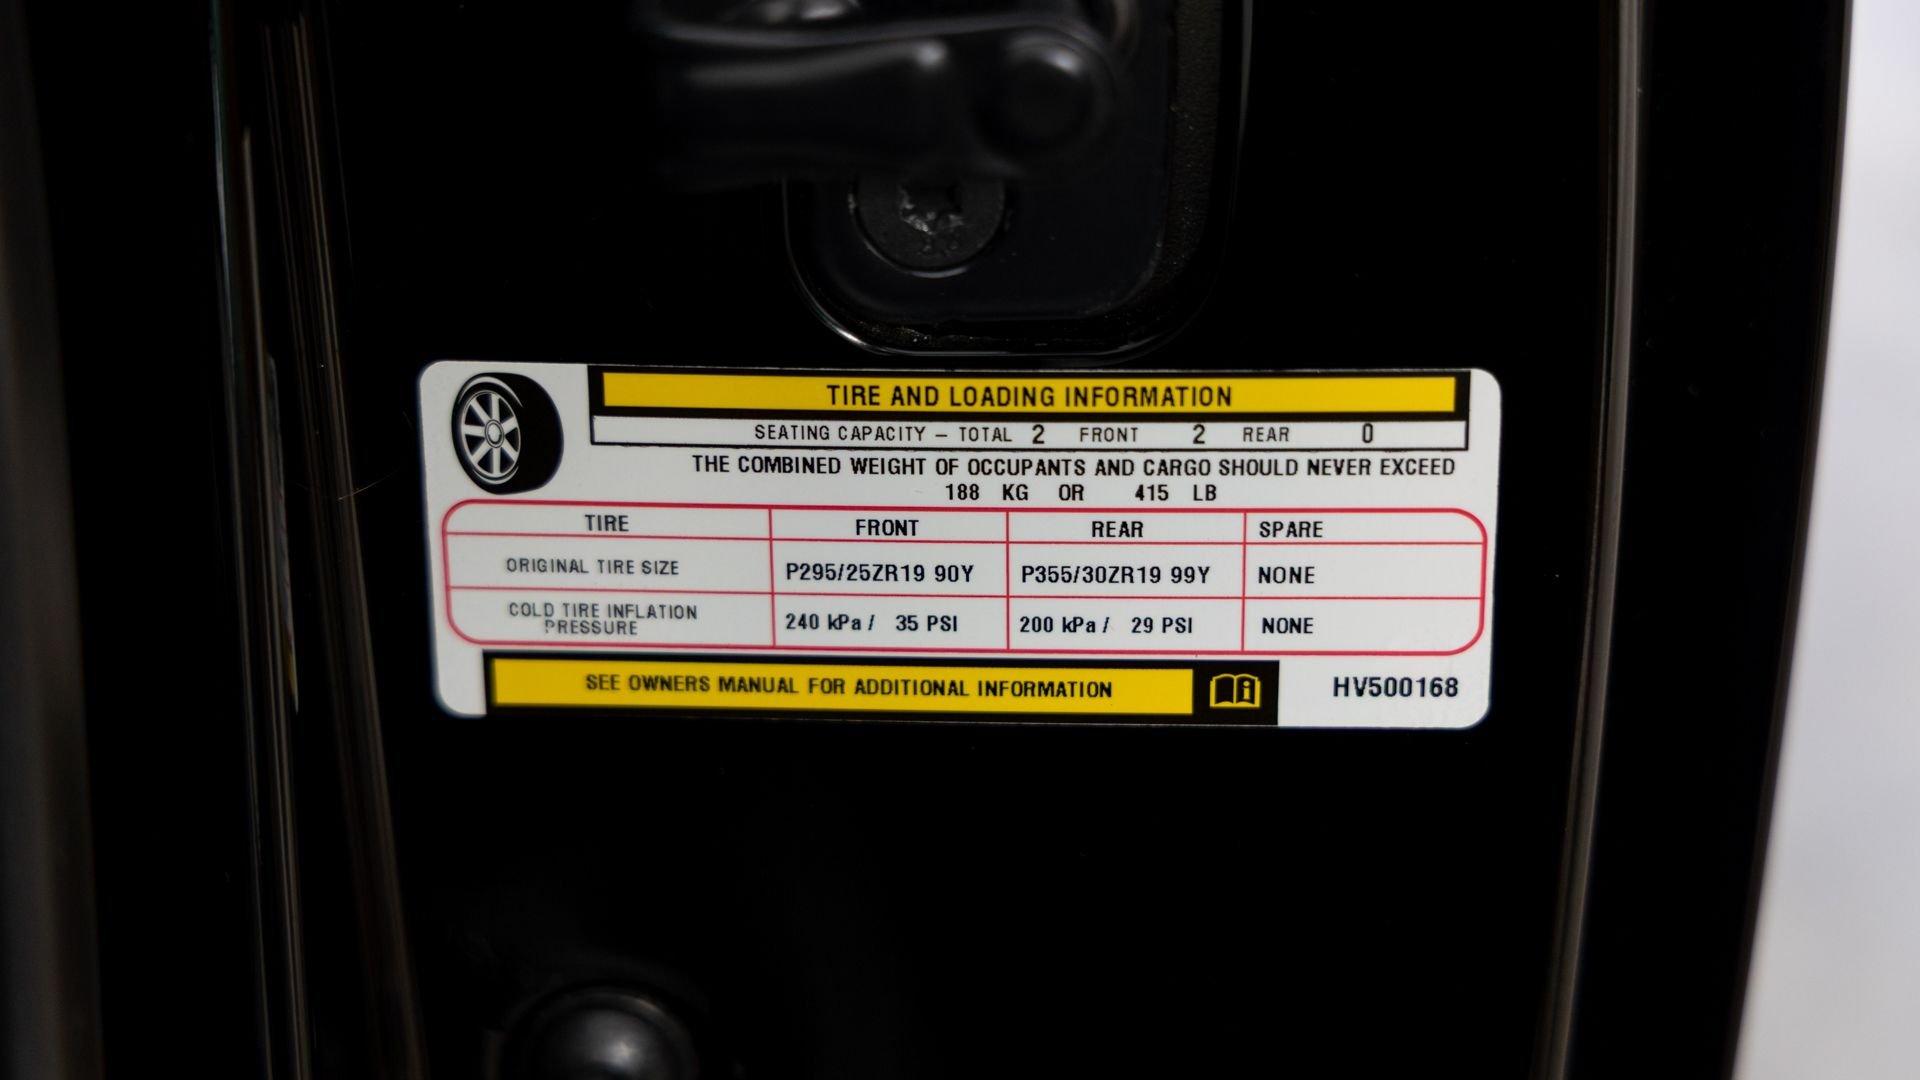 TIRE AND LOADING INFORMATION
SEATING CAPACITY – TOTAL 2 FRONT 2 REAR 0
THE COMBINED WEIGHT OF OCCUPANTS AND CARGO SHOULD NEVER EXCEED
188 KG OR 415 LB
TIRE FRONT REAR SPARE
ORIGINAL TIRE SIZE P295/25ZR19 90Y P355/30ZR19 99Y NONE
COLD TIRE INFLATION
PRESSURE 240 kPa / 35 PSI 200 kPa / 29 PSI NONE
SEE OWNERS MANUAL FOR ADDITIONAL INFORMATION
HV500168